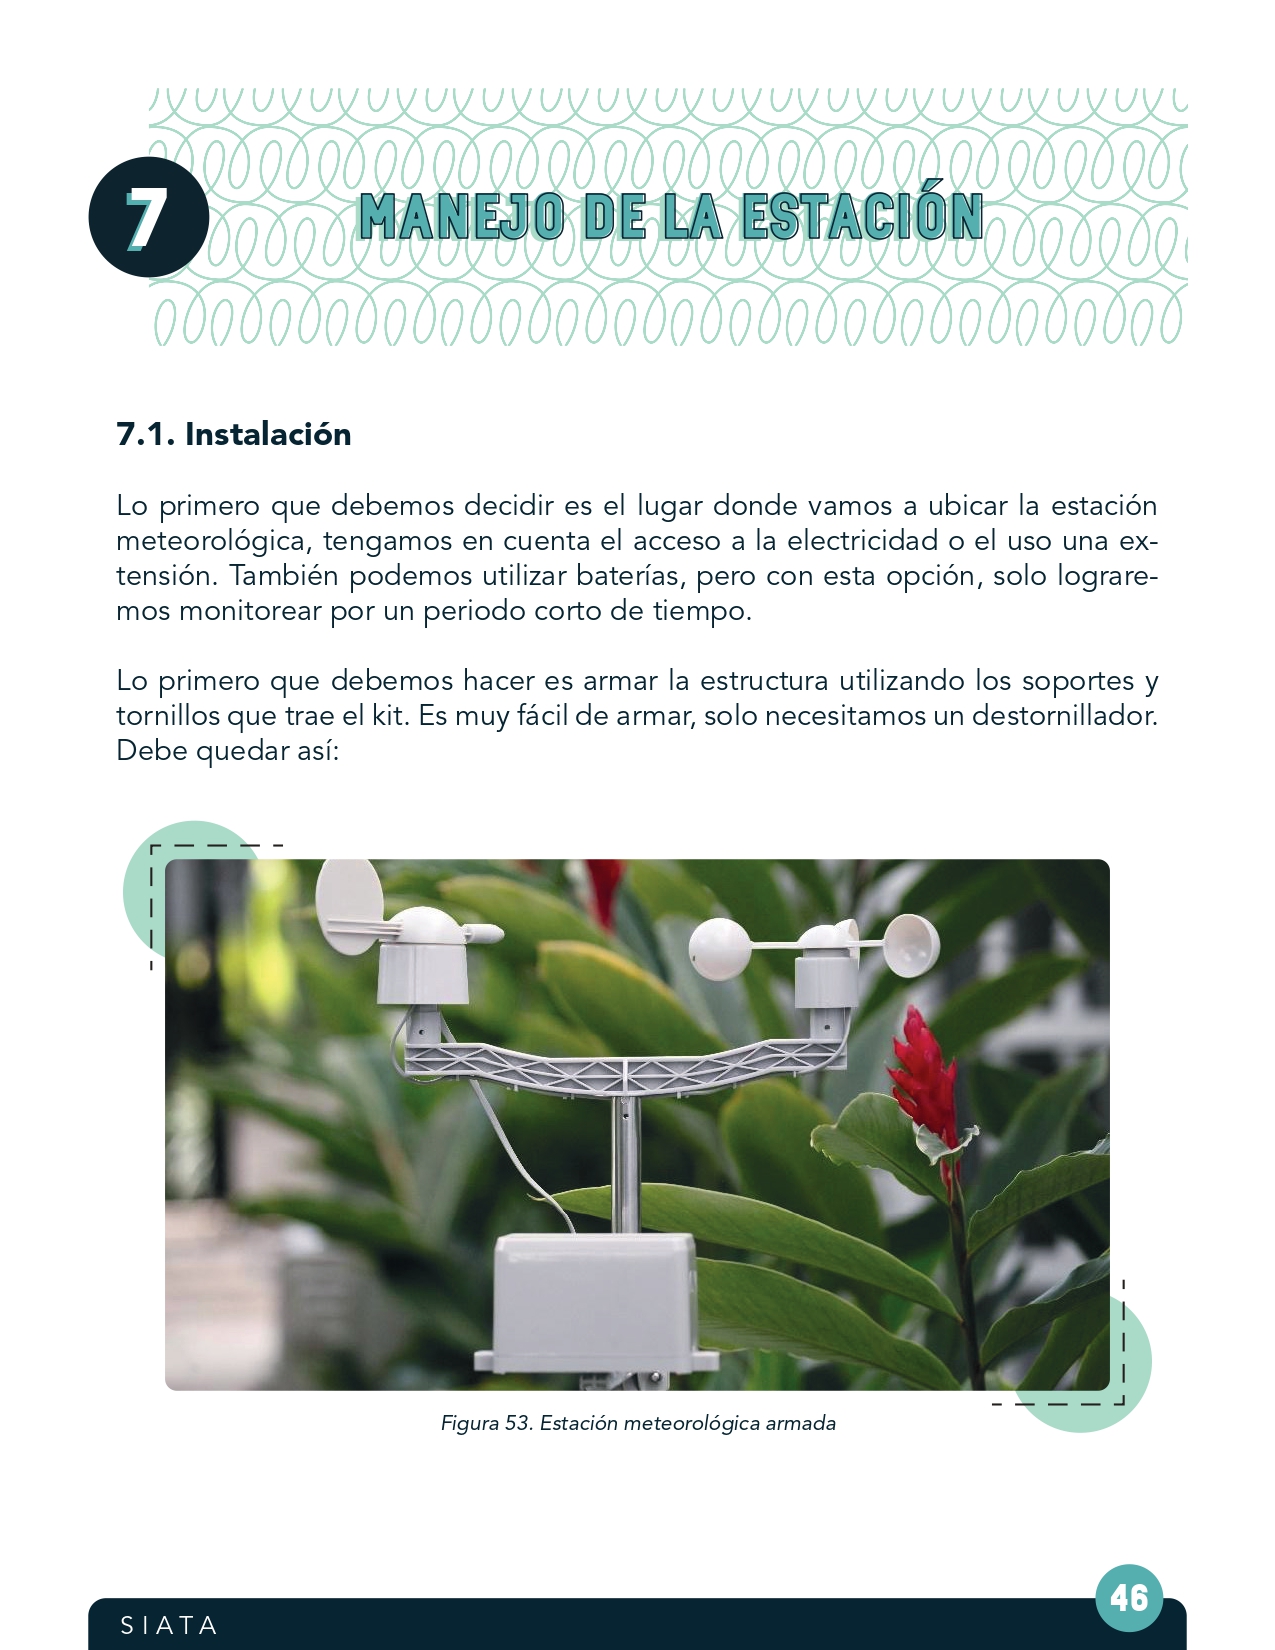 7
MANEJO DE LA ESTACIÓN
7.1. Instalación
Lo primero que debemos decidir es el lugar donde vamos a ubicar la estación
meteorológica, tengamos en cuenta el acceso a la electricidad o el uso una ex-
tensión. También podemos utilizar baterías, pero con esta opción, solo lograre-
mos monitorear por un periodo corto de tiempo.
Lo primero que debemos hacer es armar la estructura utilizando los soportes y
tornillos que trae el kit. Es muy fácil de armar, solo necesitamos un destornillador.
Debe quedar así:
Figura 53. Estación meteorológica armada
46
SIATA